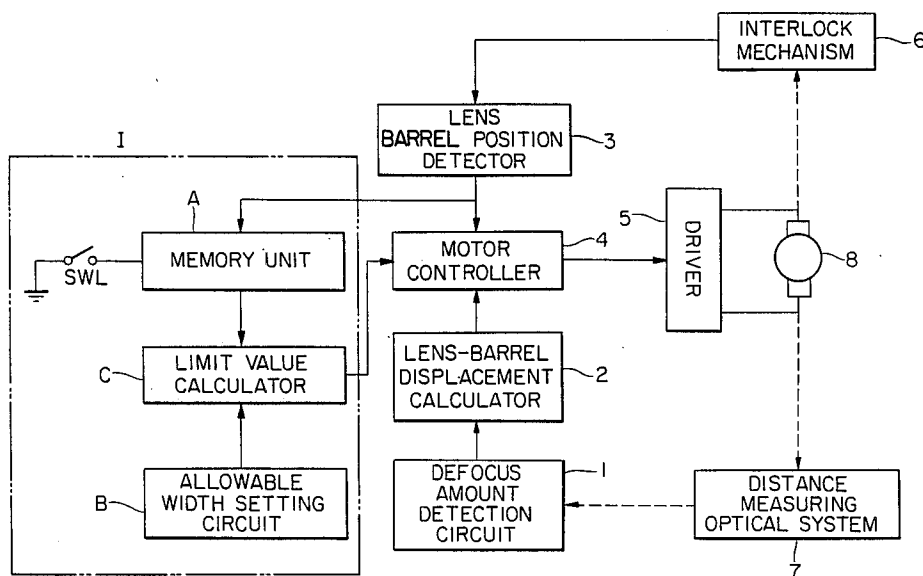 INTERLOCK
MECHANISM
6
LENS
BARREL POSITION
DETECTOR
3
I
A
MEMORY UNIT
SWL
MOTOR
CONTROLLER
4
5
DRIVER
8
C
LIMIT VALUE
CALCULATOR
LENS-BARREL
DISPLACEMENT
CALCULATOR
2
B
ALLOWABLE
WIDTH SETTING
CIRCUIT
DEFOCUS
AMOUNT
DETECTION
CIRCUIT
1
DISTANCE
MEASURING
OPTICAL SYSTEM
7